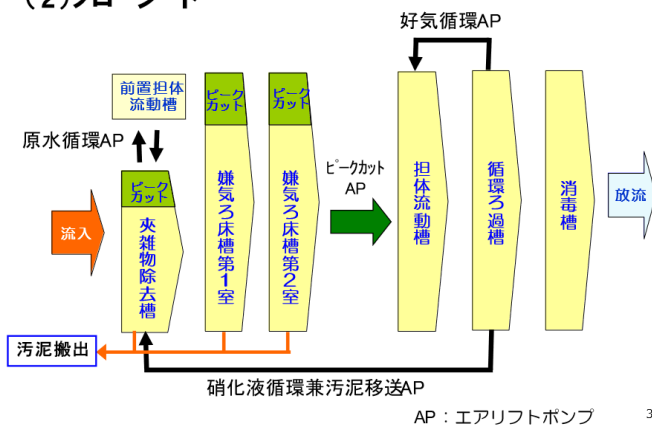 (2)フローシート
好気循環AP
前置担体
流動槽
ピーク
カット
ピーク
カット
原水循環AP
ピーク
カット
ピークカット
AP
流入
夾雑物除去槽
嫌気ろ床槽第1室
嫌気ろ床槽第2室
担体流動槽
循環ろ過槽
消毒槽
放流
汚泥搬出
硝化液循環兼汚泥移送AP
AP：エアリフトポンプ
3